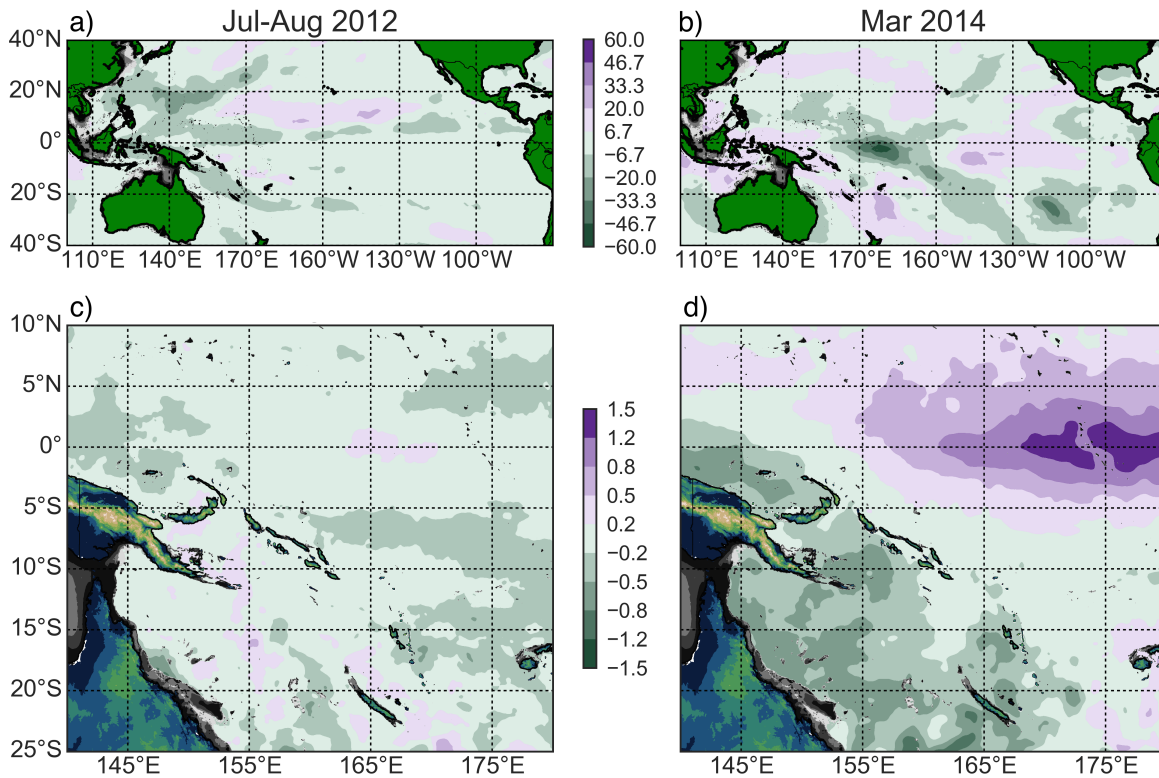 a) Jul-Aug 2012
b) Mar 2014
40°N
20°N
0°
20°S
40°S
110°E 140°E 170°E 160°W 130°W 100°W
60.0
46.7
33.3
20.0
6.7
−6.7
−20.0
−33.3
−46.7
−60.0
110°E 140°E 170°E 160°W 130°W 100°W
c)
d)
10°N
5°N
0°
5°S
10°S
15°S
20°S
25°S
145°E 155°E 165°E 175°E
1.5
1.2
0.8
0.5
0.2
−0.2
−0.5
−0.8
−1.2
−1.5
145°E 155°E 165°E 175°E